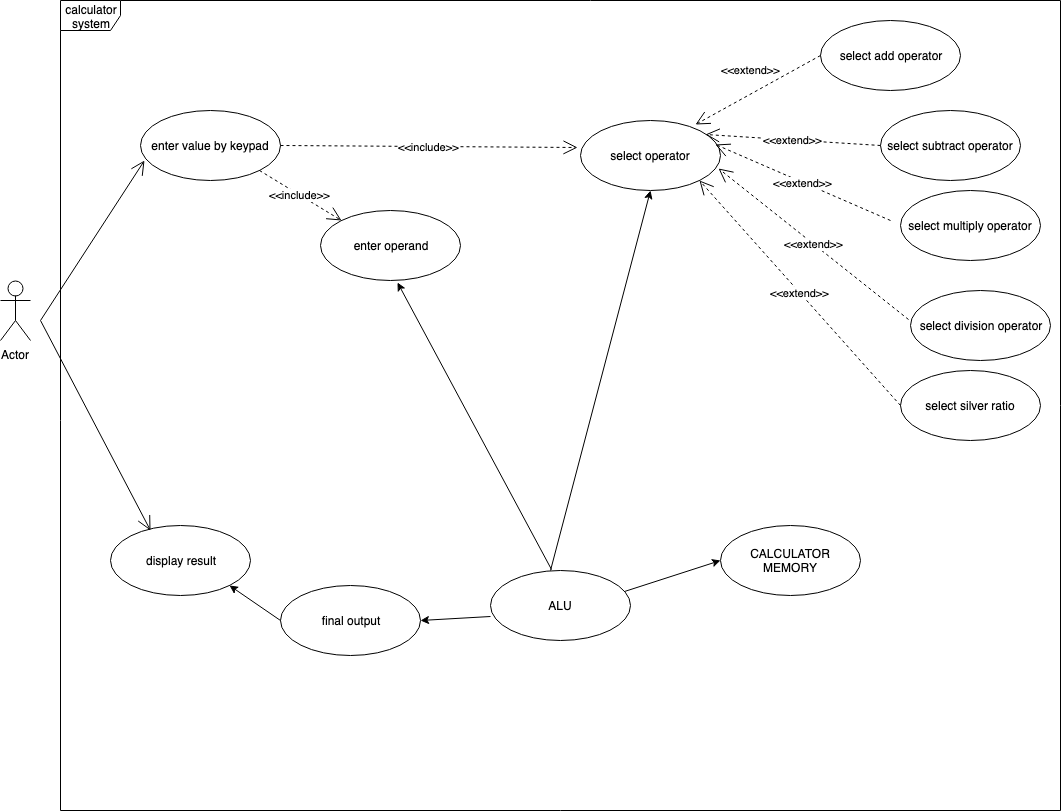 calculator
system
select add operator
<<extend>>
enter value by keypad
<<include>>
select operator
<<extend>>
select subtract operator
<<extend>>
<<include>>
select multiply operator
enter operand
<<extend>>
<<extend>>
select division operator
Actor
select silver ratio
display result
CALCULATOR
MEMORY
ALU
final output